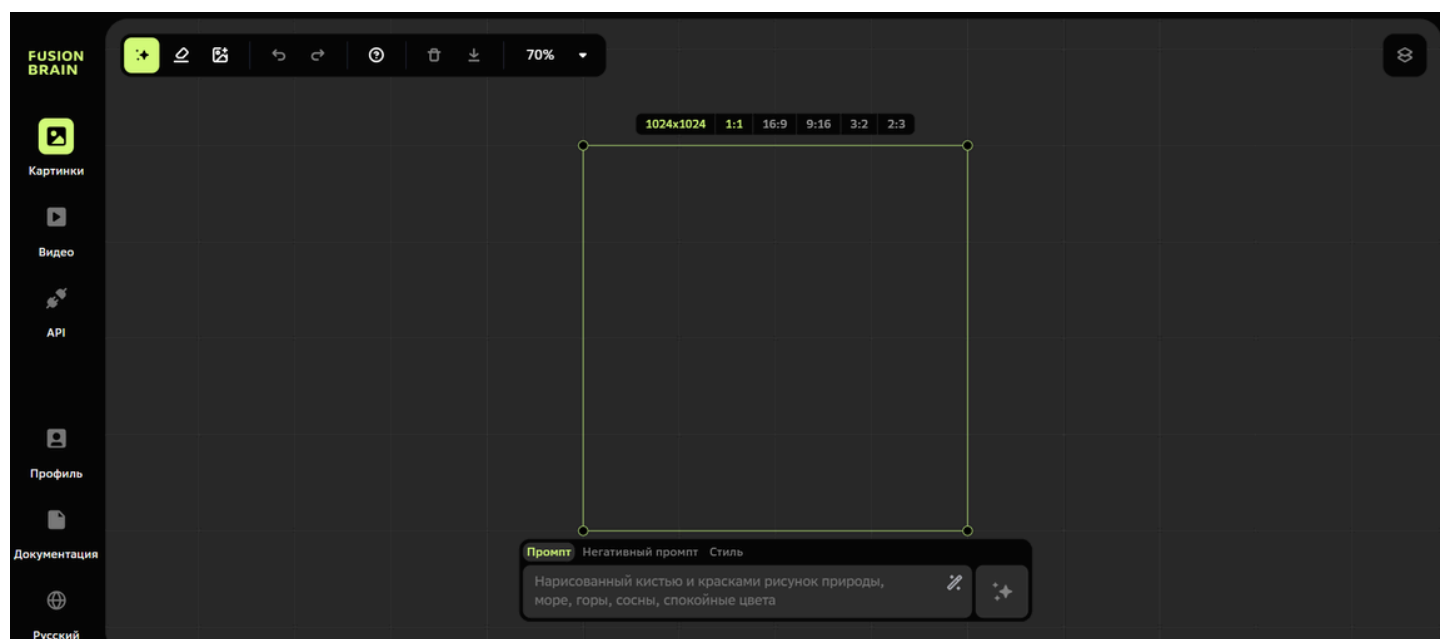 FUSION
BRAIN
70%
1024x1024 1:1 16:9 9:16 3:2 2:3
Картинки
Видео
API
Профиль
Документация
Русский
Промпт Негативный промпт Стиль
Нарисованный кистью и красками рисунок природы,
море, горы, сосны, спокойные цвета